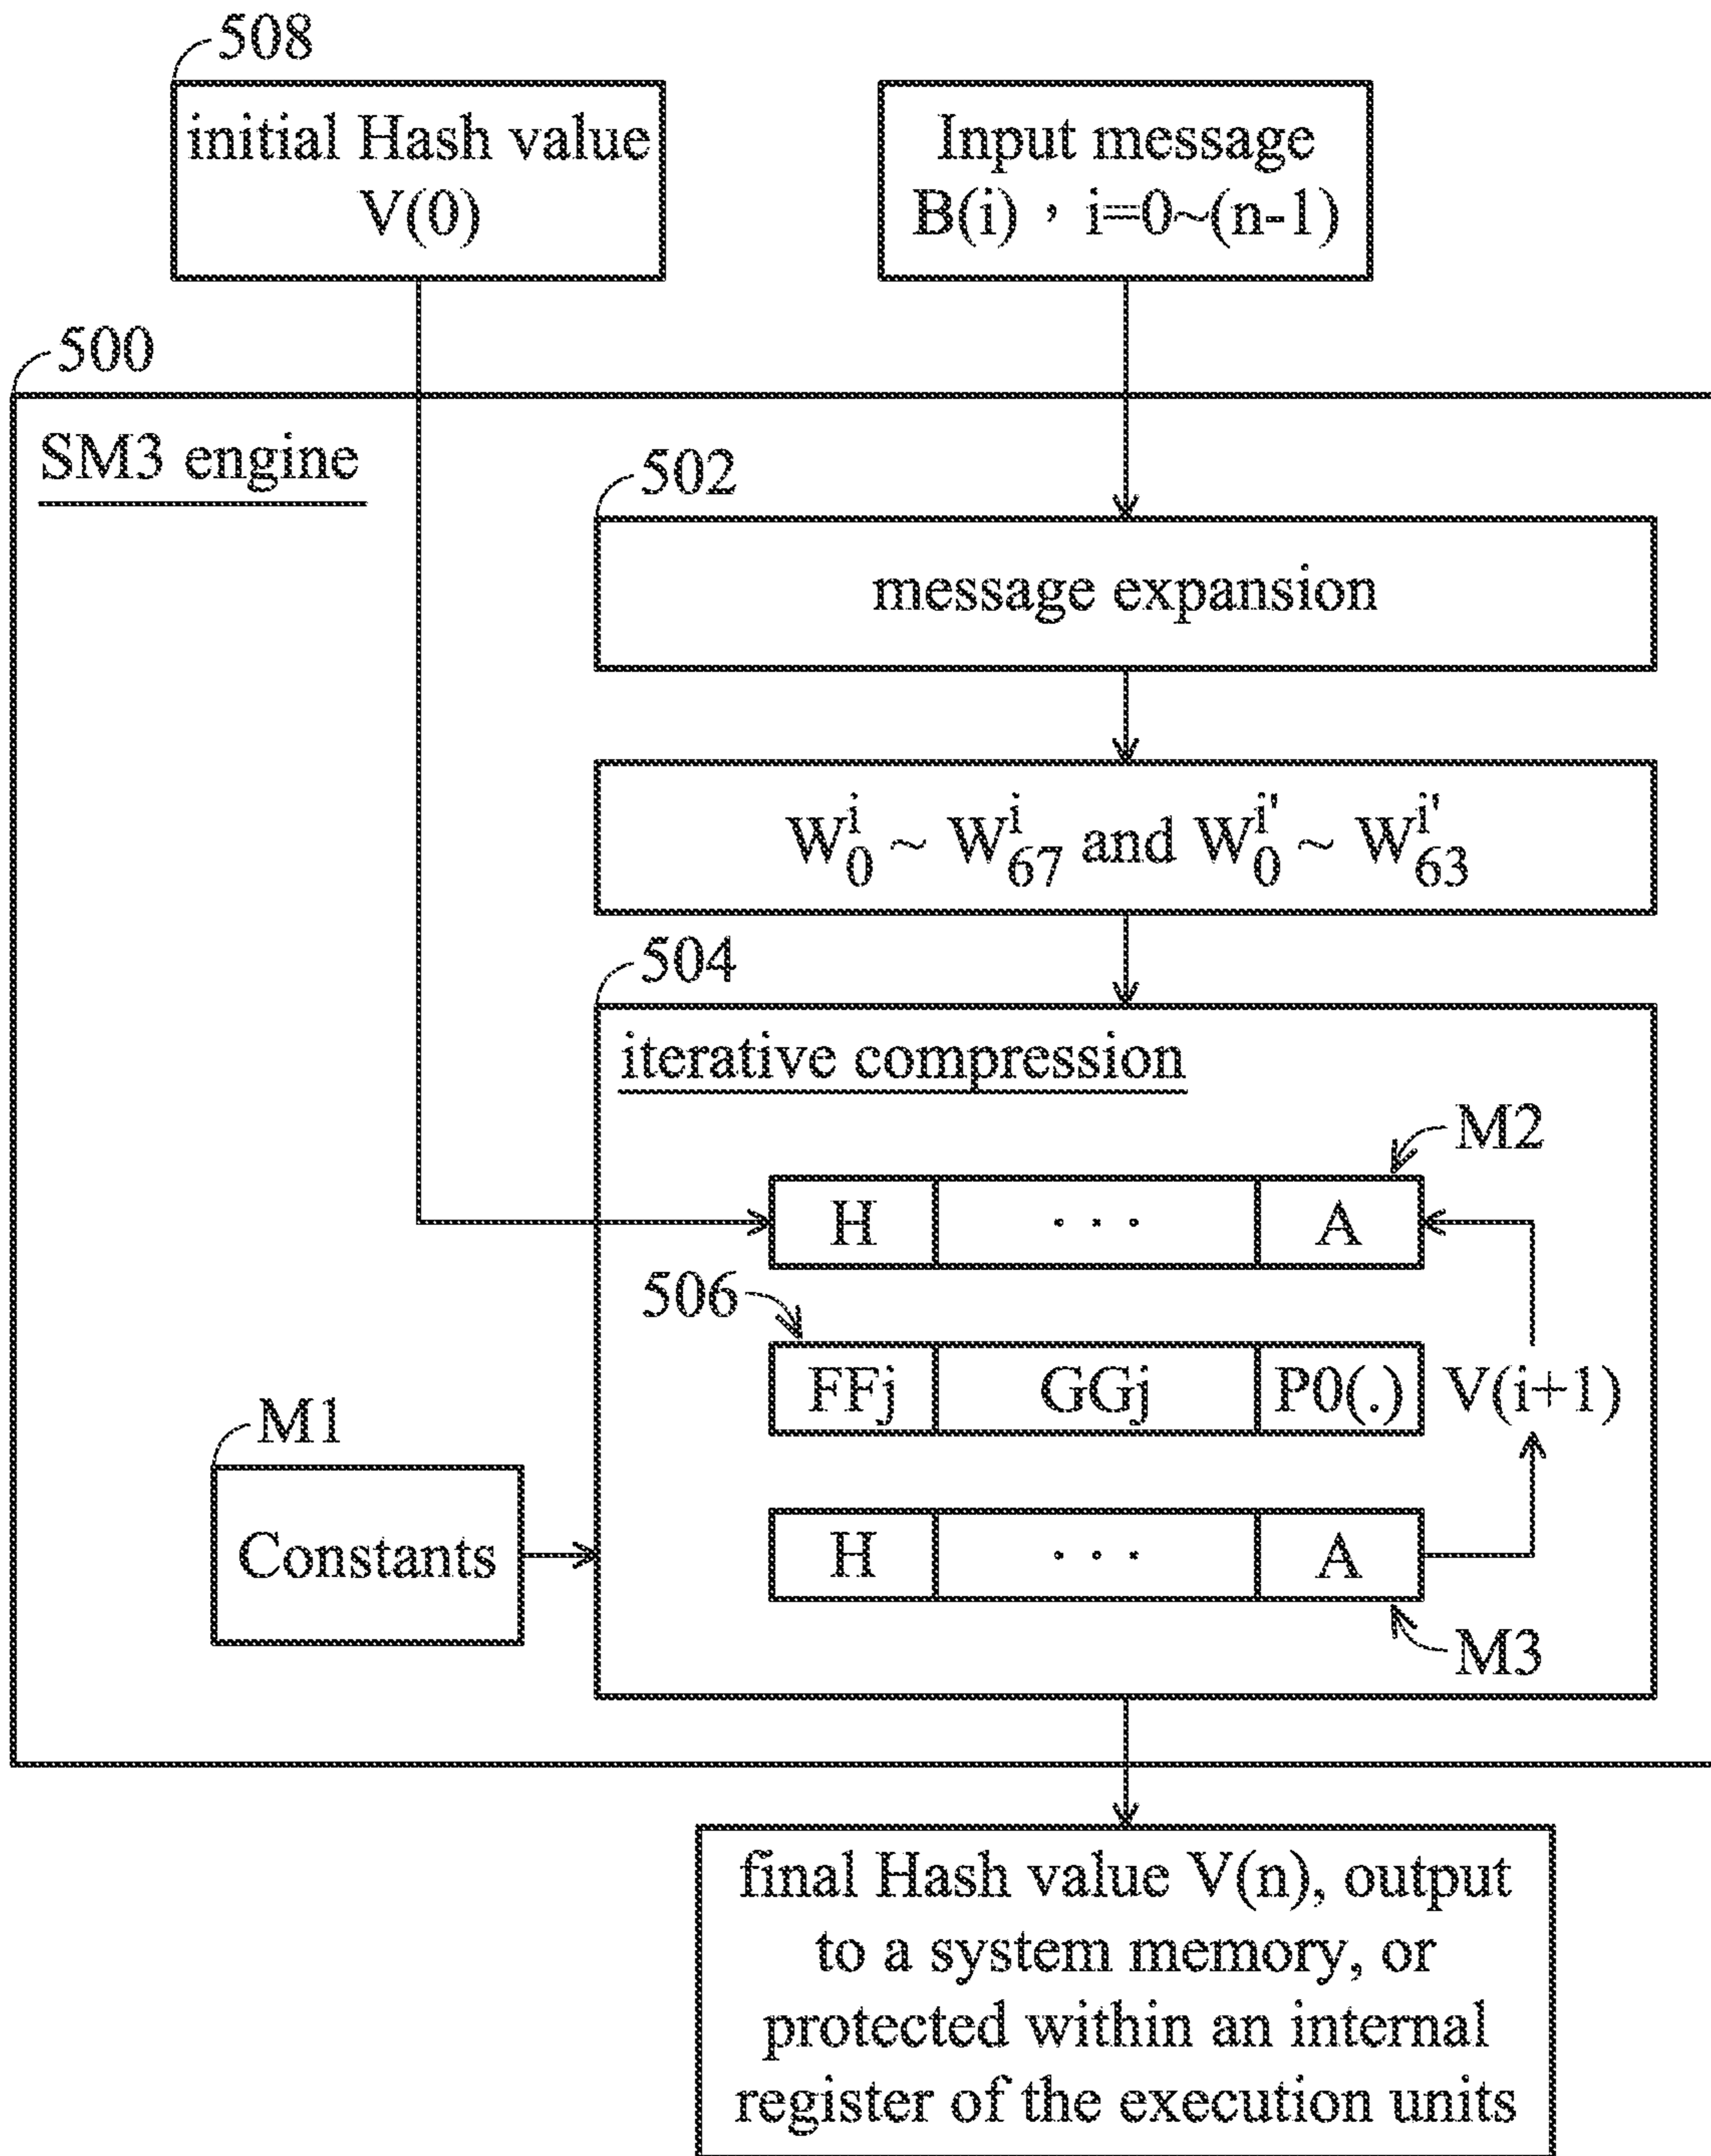 508
initial Hash value
V(0)
Input message
B(i)，i=0~(n-1)
500
SM3 engine
502
message expansion
W₀ⁱ ~ W₆₇ⁱ and W₀ⁱ' ~ W₆₃ⁱ'
504
iterative compression
M2
H ... A
506
FFj GGj P0(.) V(i+1)
M1
Constants
H ... A
M3
final Hash value V(n), output
to a system memory, or
protected within an internal
register of the execution units